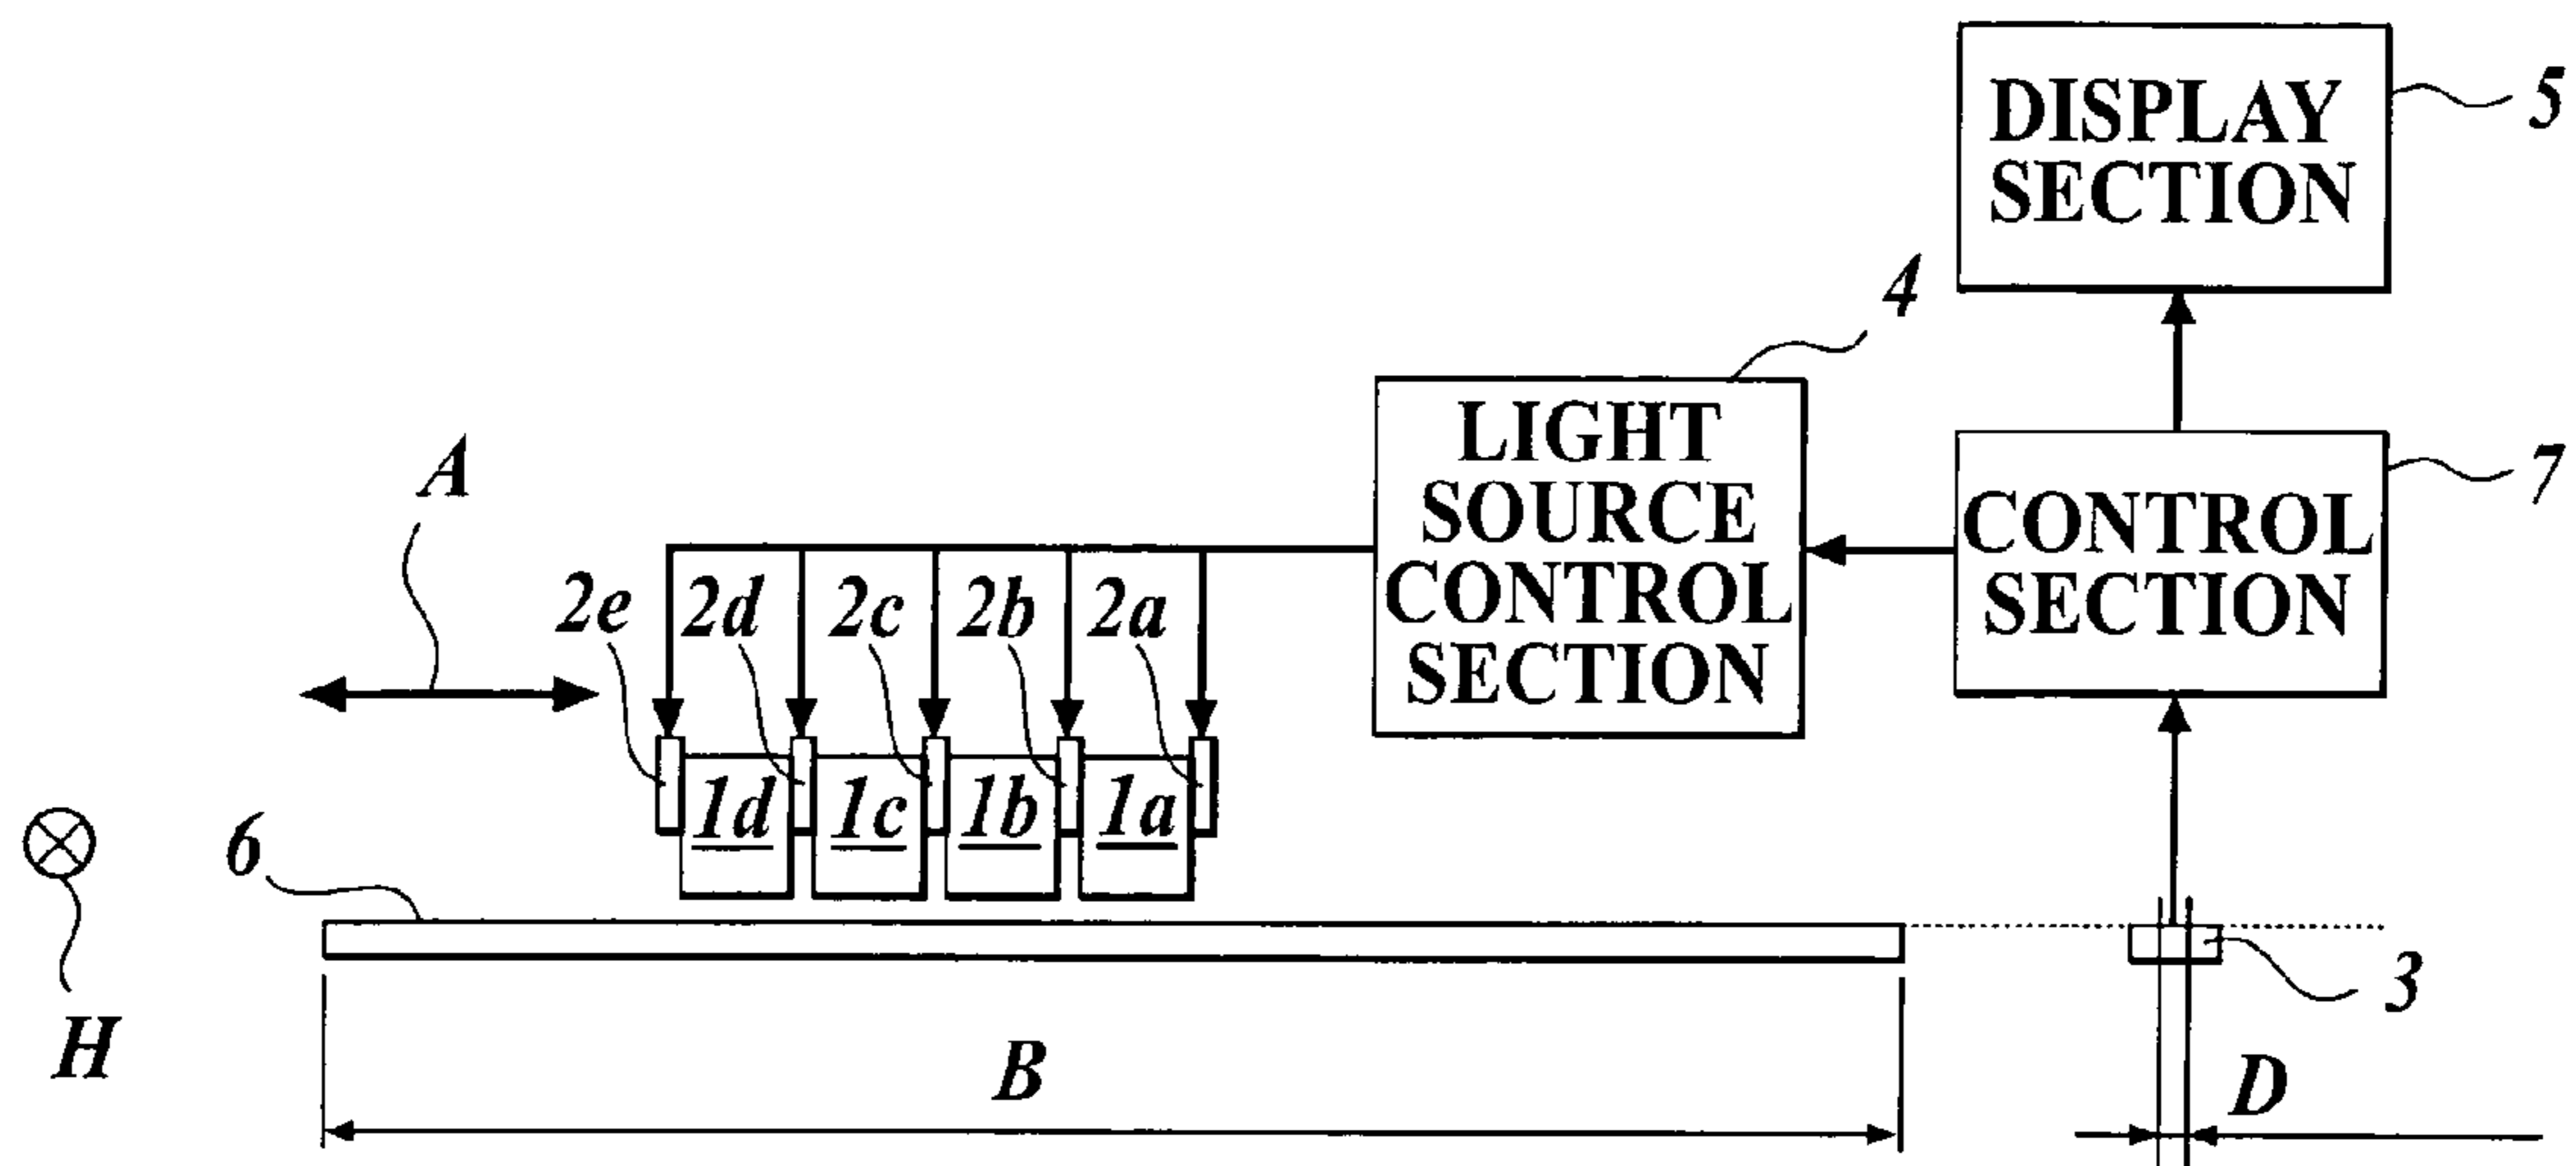 DISPLAY
SECTION
5
4
LIGHT
SOURCE
CONTROL
SECTION
CONTROL
SECTION
7
A
2e
2d
2c
2b
2a
1d
1c
1b
1a
6
H
3
B
D